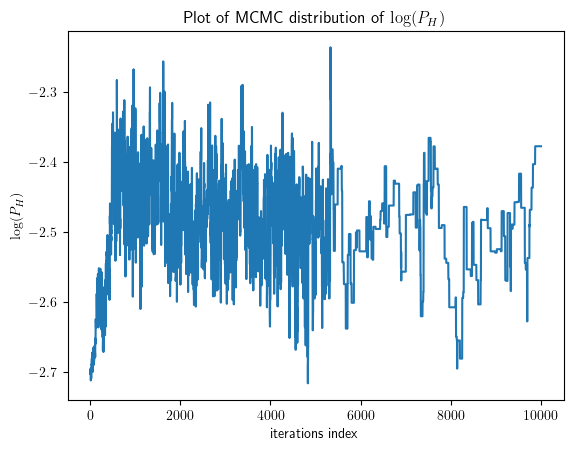 Plot of MCMC distribution of log(P_H)
log(P_H)
−2.3
−2.4
−2.5
−2.6
−2.7
0 2000 4000 6000 8000 10000
iterations index